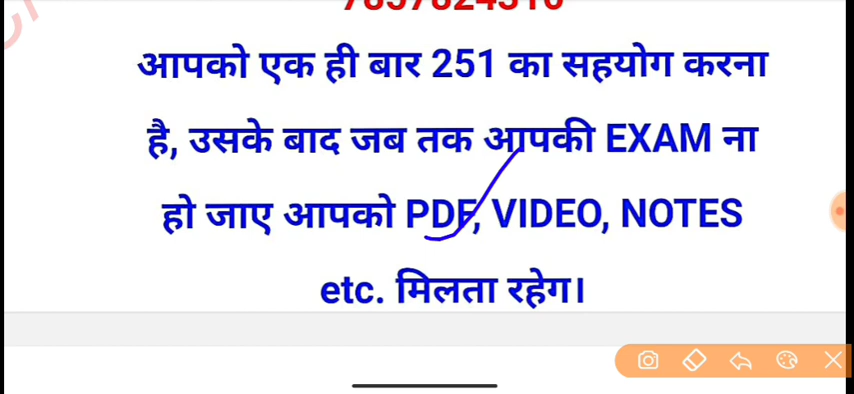 आपको एक ही बार 251 का सहयोग करना
है, उसके बाद जब तक आपकी EXAM ना
हो जाए आपको PDF, VIDEO, NOTES
etc. मिलता रहेगा।